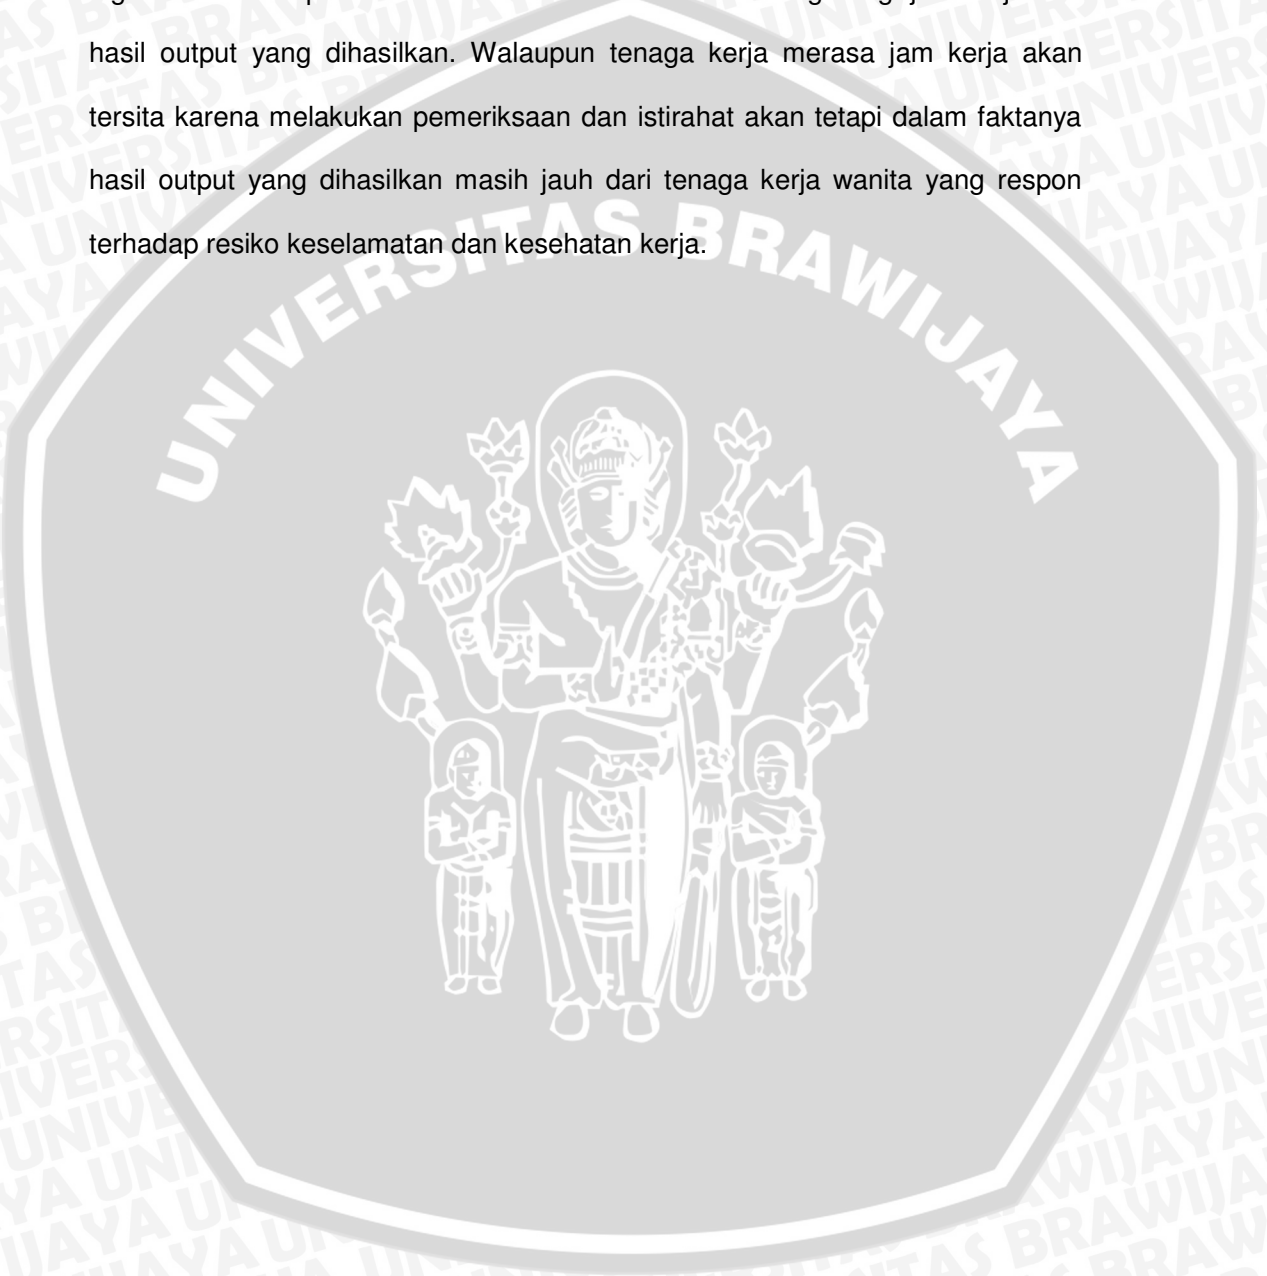 hasil output yang dihasilkan. Walaupun tenaga kerja merasa jam kerja akan
tersita karena melakukan pemeriksaan dan istirahat akan tetapi dalam faktanya
hasil output yang dihasilkan masih jauh dari tenaga kerja wanita yang respon
terhadap resiko keselamatan dan kesehatan kerja.
UNIVERSITAS BRAWIJAYA